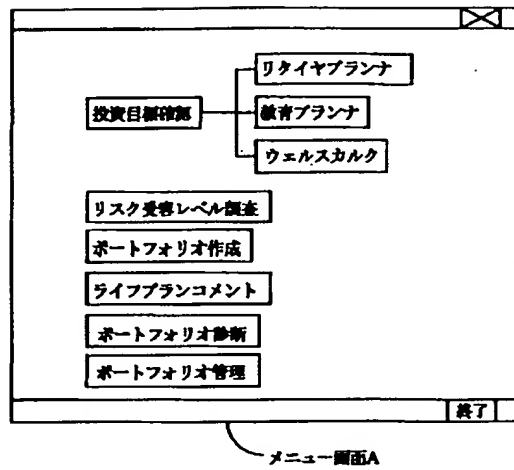 リタイヤプランナ
投資目標確認
教育プランナ
ウェルスカルク
リスク受容レベル調査
ポートフォリオ作成
ライフプランコメント
ポートフォリオ診断
ポートフォリオ管理
終了
メニュー画面A